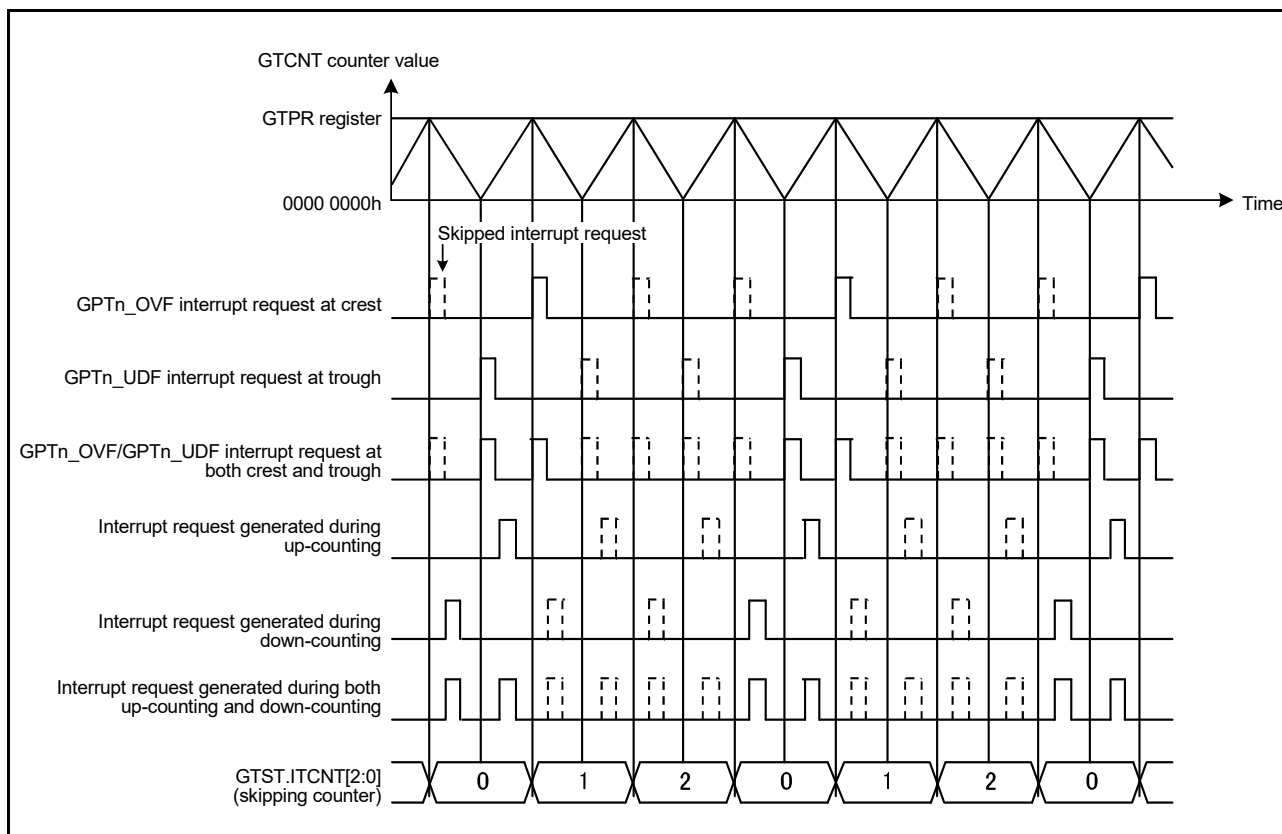 GTCNT counter value
GTPR register
0000 0000h
Time
Skipped interrupt request
GPTn_OVF interrupt request at crest
GPTn_UDF interrupt request at trough
GPTn_OVF/GPTn_UDF interrupt request at
both crest and trough
Interrupt request generated during
up-counting
Interrupt request generated during
down-counting
Interrupt request generated during both
up-counting and down-counting
GTST.ITCNT[2:0]
(skipping counter)
0 1 2 0 1 2 0